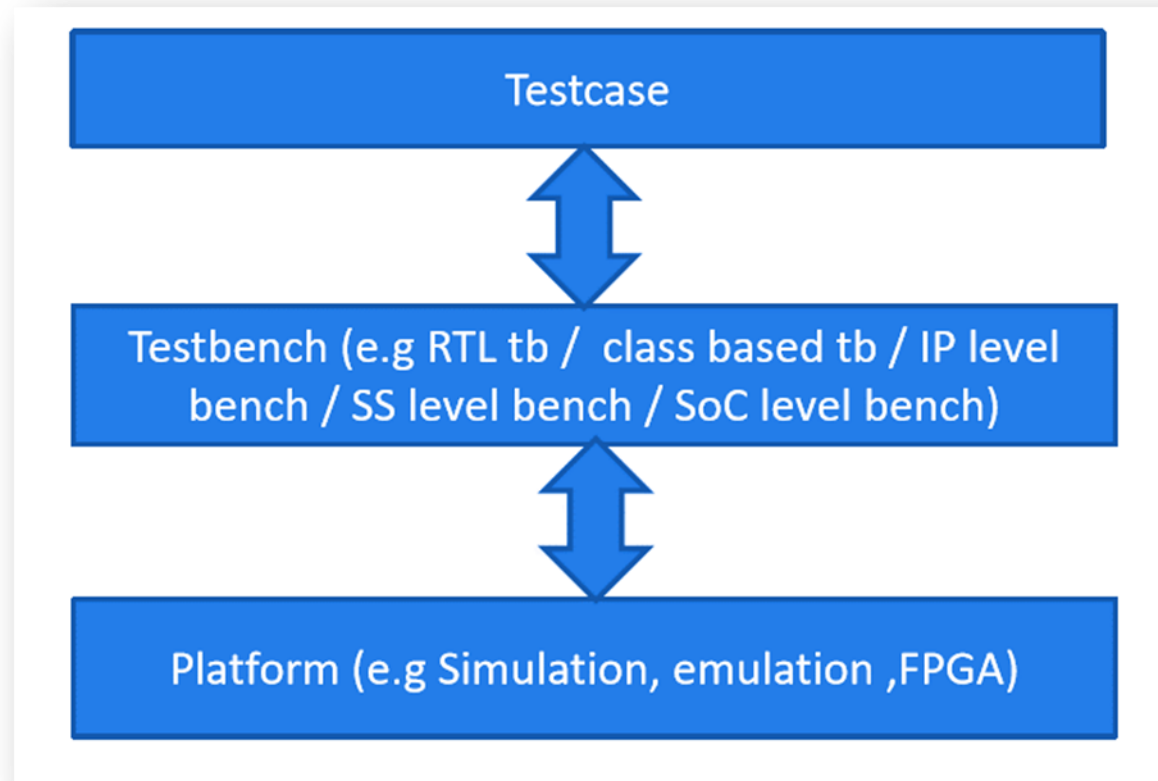 Testcase
Testbench (e.g RTL tb /  class based tb / IP level
bench / SS level bench / SoC level bench)
Platform (e.g Simulation, emulation ,FPGA)